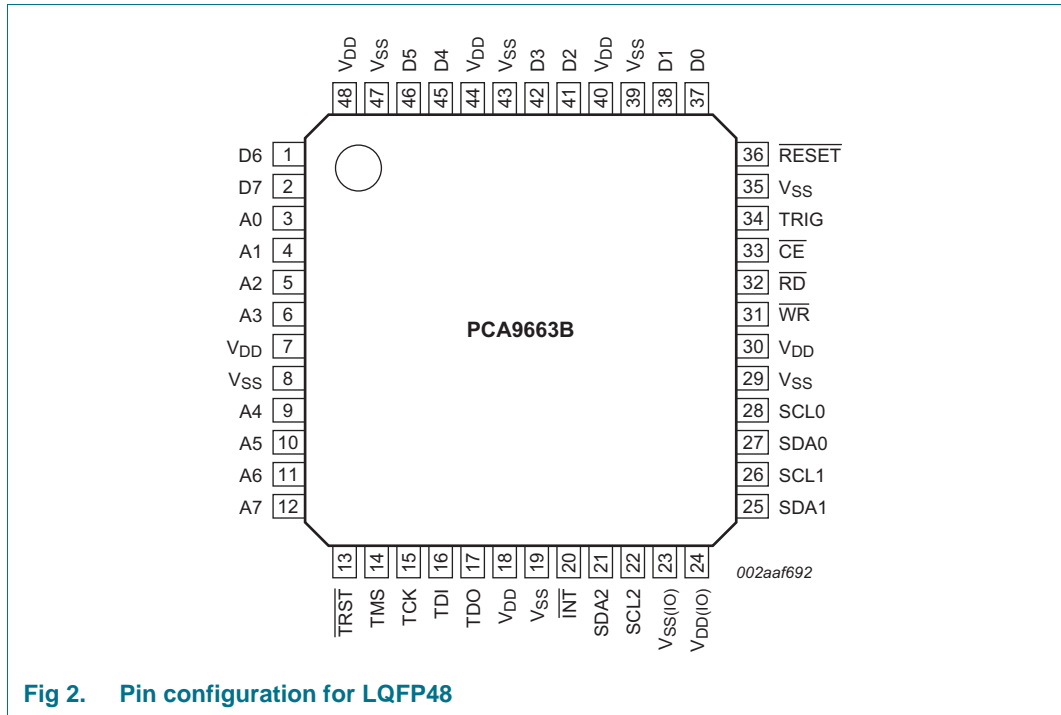 VDD VSS D5 D4 VDD VSS D3 D2 VDD VSS D1 D0
48 47 46 45 44 43 42 41 40 39 38 37
D6 1 36 RESET
D7 2 35 VSS
A0 3 34 TRIG
A1 4 33 CE
A2 5 32 RD
A3 6 31 WR
PCA9663B
VDD 7 30 VDD
VSS 8 29 VSS
A4 9 28 SCL0
A5 10 27 SDA0
A6 11 26 SCL1
A7 12 25 SDA1
13 14 15 16 17 18 19 20 21 22 23 24
TRST TMS TCK TDI TDO VDD VSS INT SDA2 SCL2 VSS(IO) VDD(IO)
002aaf692
Fig 2. Pin configuration for LQFP48